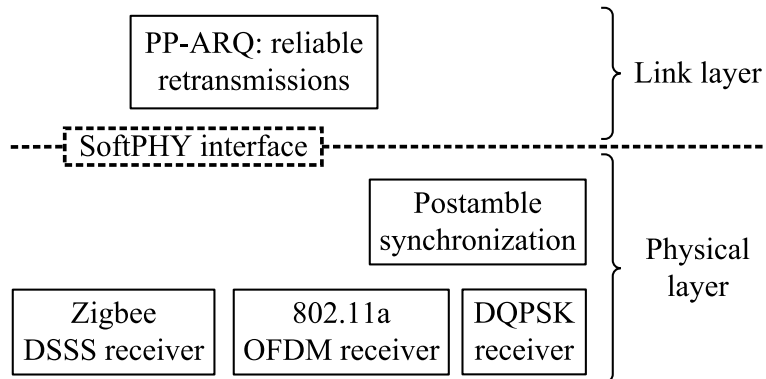 PP-ARQ: reliable
retransmissions
Link layer
SoftPHY interface
Postamble
synchronization
Physical
layer
Zigbee
DSSS receiver
802.11a
OFDM receiver
DQPSK
receiver